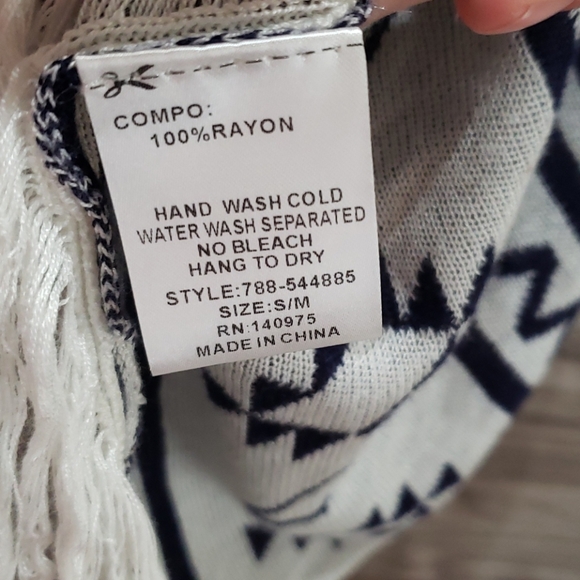 COMPO:
100%RAYON
HAND WASH COLD
WATER WASH SEPARATED
NO BLEACH
HANG TO DRY
STYLE:788-544885
SIZE:S/M
RN:140975
MADE IN CHINA